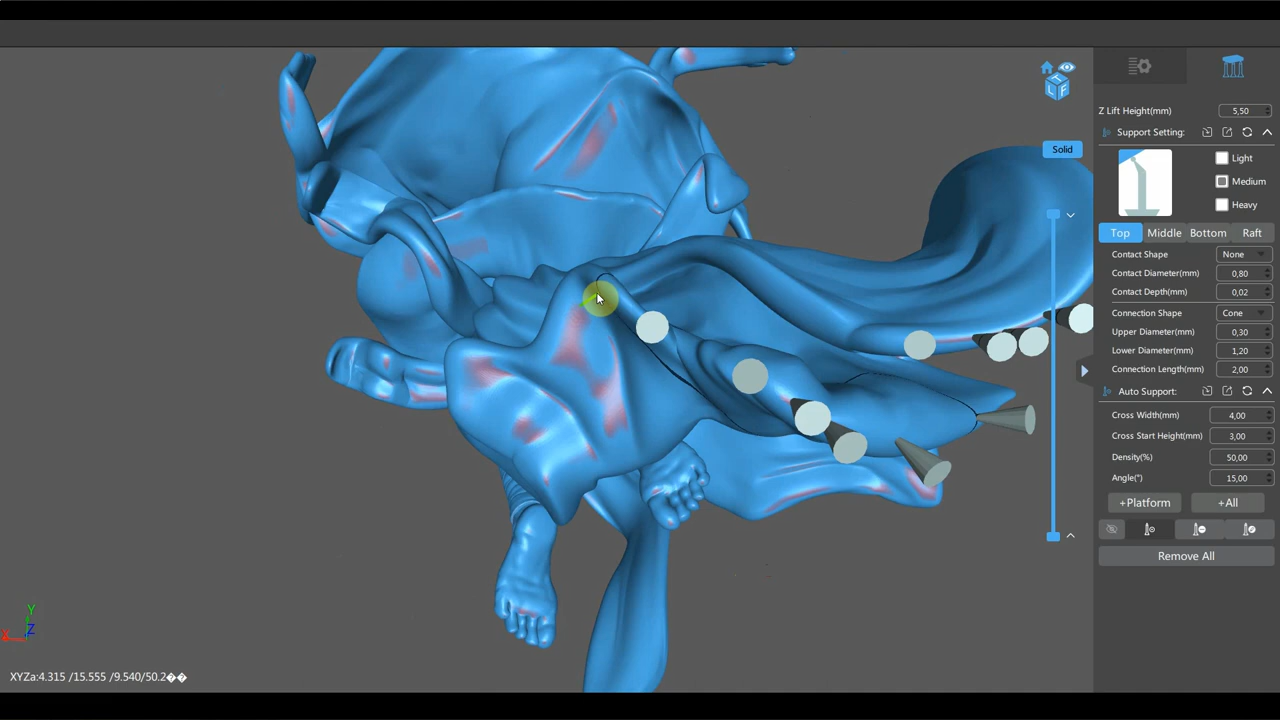 Z Lift Height(mm) 5,50
Support Setting:
Solid
Light
Medium
Heavy
Top Middle Bottom Raft
Contact Shape None
Contact Diameter(mm) 0,80
Contact Depth(mm) 0,02
Connection Shape Cone
Upper Diameter(mm) 0,30
Lower Diameter(mm) 1,20
Connection Length(mm) 2,00
Auto Support:
Cross Width(mm) 4,00
Cross Start Height(mm) 3,00
Density(%) 50,00
Angle(°) 15,00
+Platform +All
Remove All
L F
Y
X Z
XYZa:4.315 /15.555 /9.540/50.2��